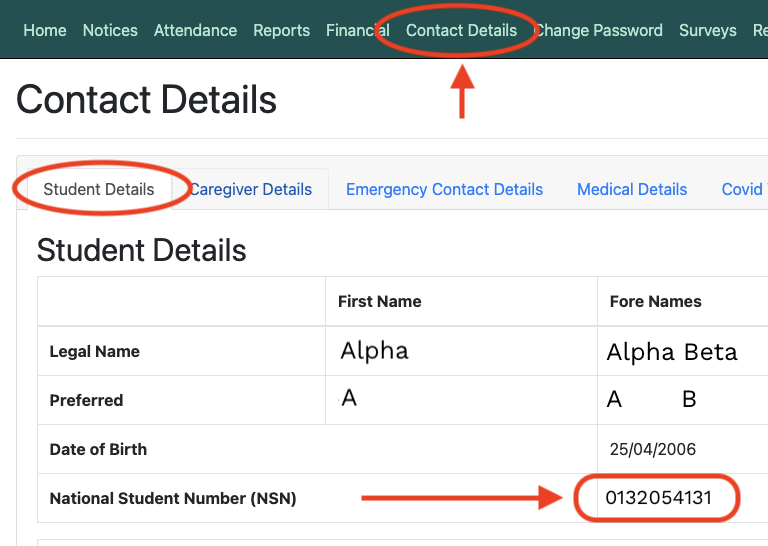 Home Notices Attendance Reports Financial Contact Details Change Password Surveys Re
Contact Details
Student Details Caregiver Details Emergency Contact Details Medical Details Covid
Student Details
First Name Fore Names
Legal Name Alpha Alpha Beta
Preferred A A B
Date of Birth 25/04/2006
National Student Number (NSN) 0132054131